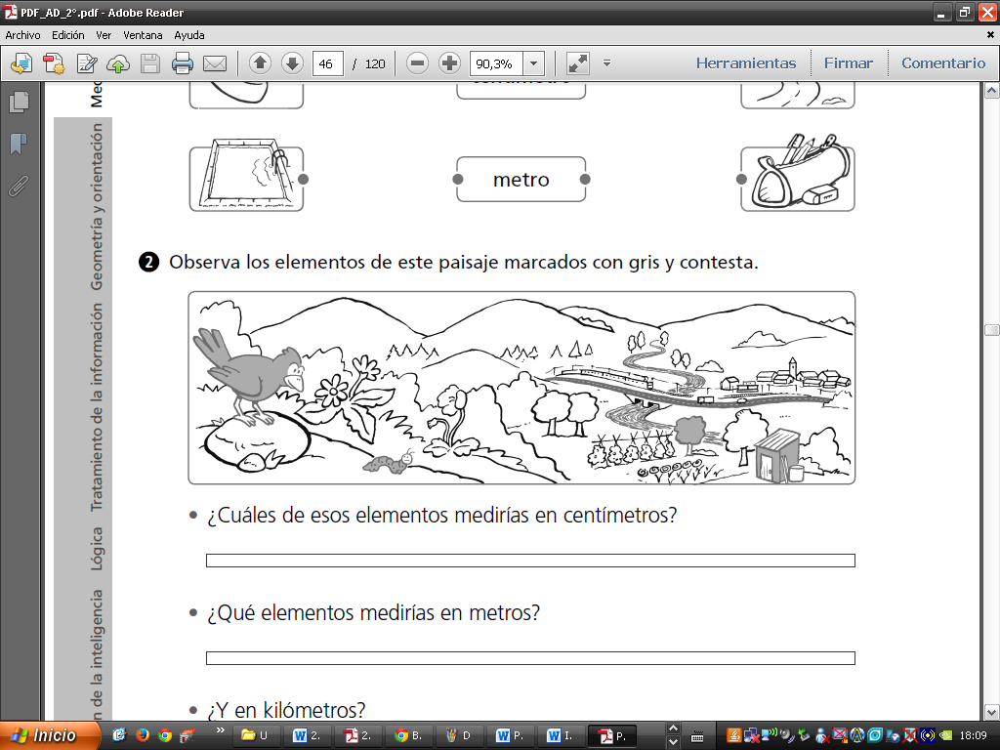 PDF_AD_2°.pdf - Adobe Reader
Archivo Edición Ver Ventana Ayuda
46 / 120 90,3% Herramientas Firmar Comentario
metro
Geometría y orientación
Tratamiento de la información
Lógica
n de la inteligencia
2 Observa los elementos de este paisaje marcados con gris y contesta.
• ¿Cuáles de esos elementos medirías en centímetros?
• ¿Qué elementos medirías en metros?
• ¿Y en kilómetros?
Inicio » U 2. 2. B. D P. I. P. 18:09